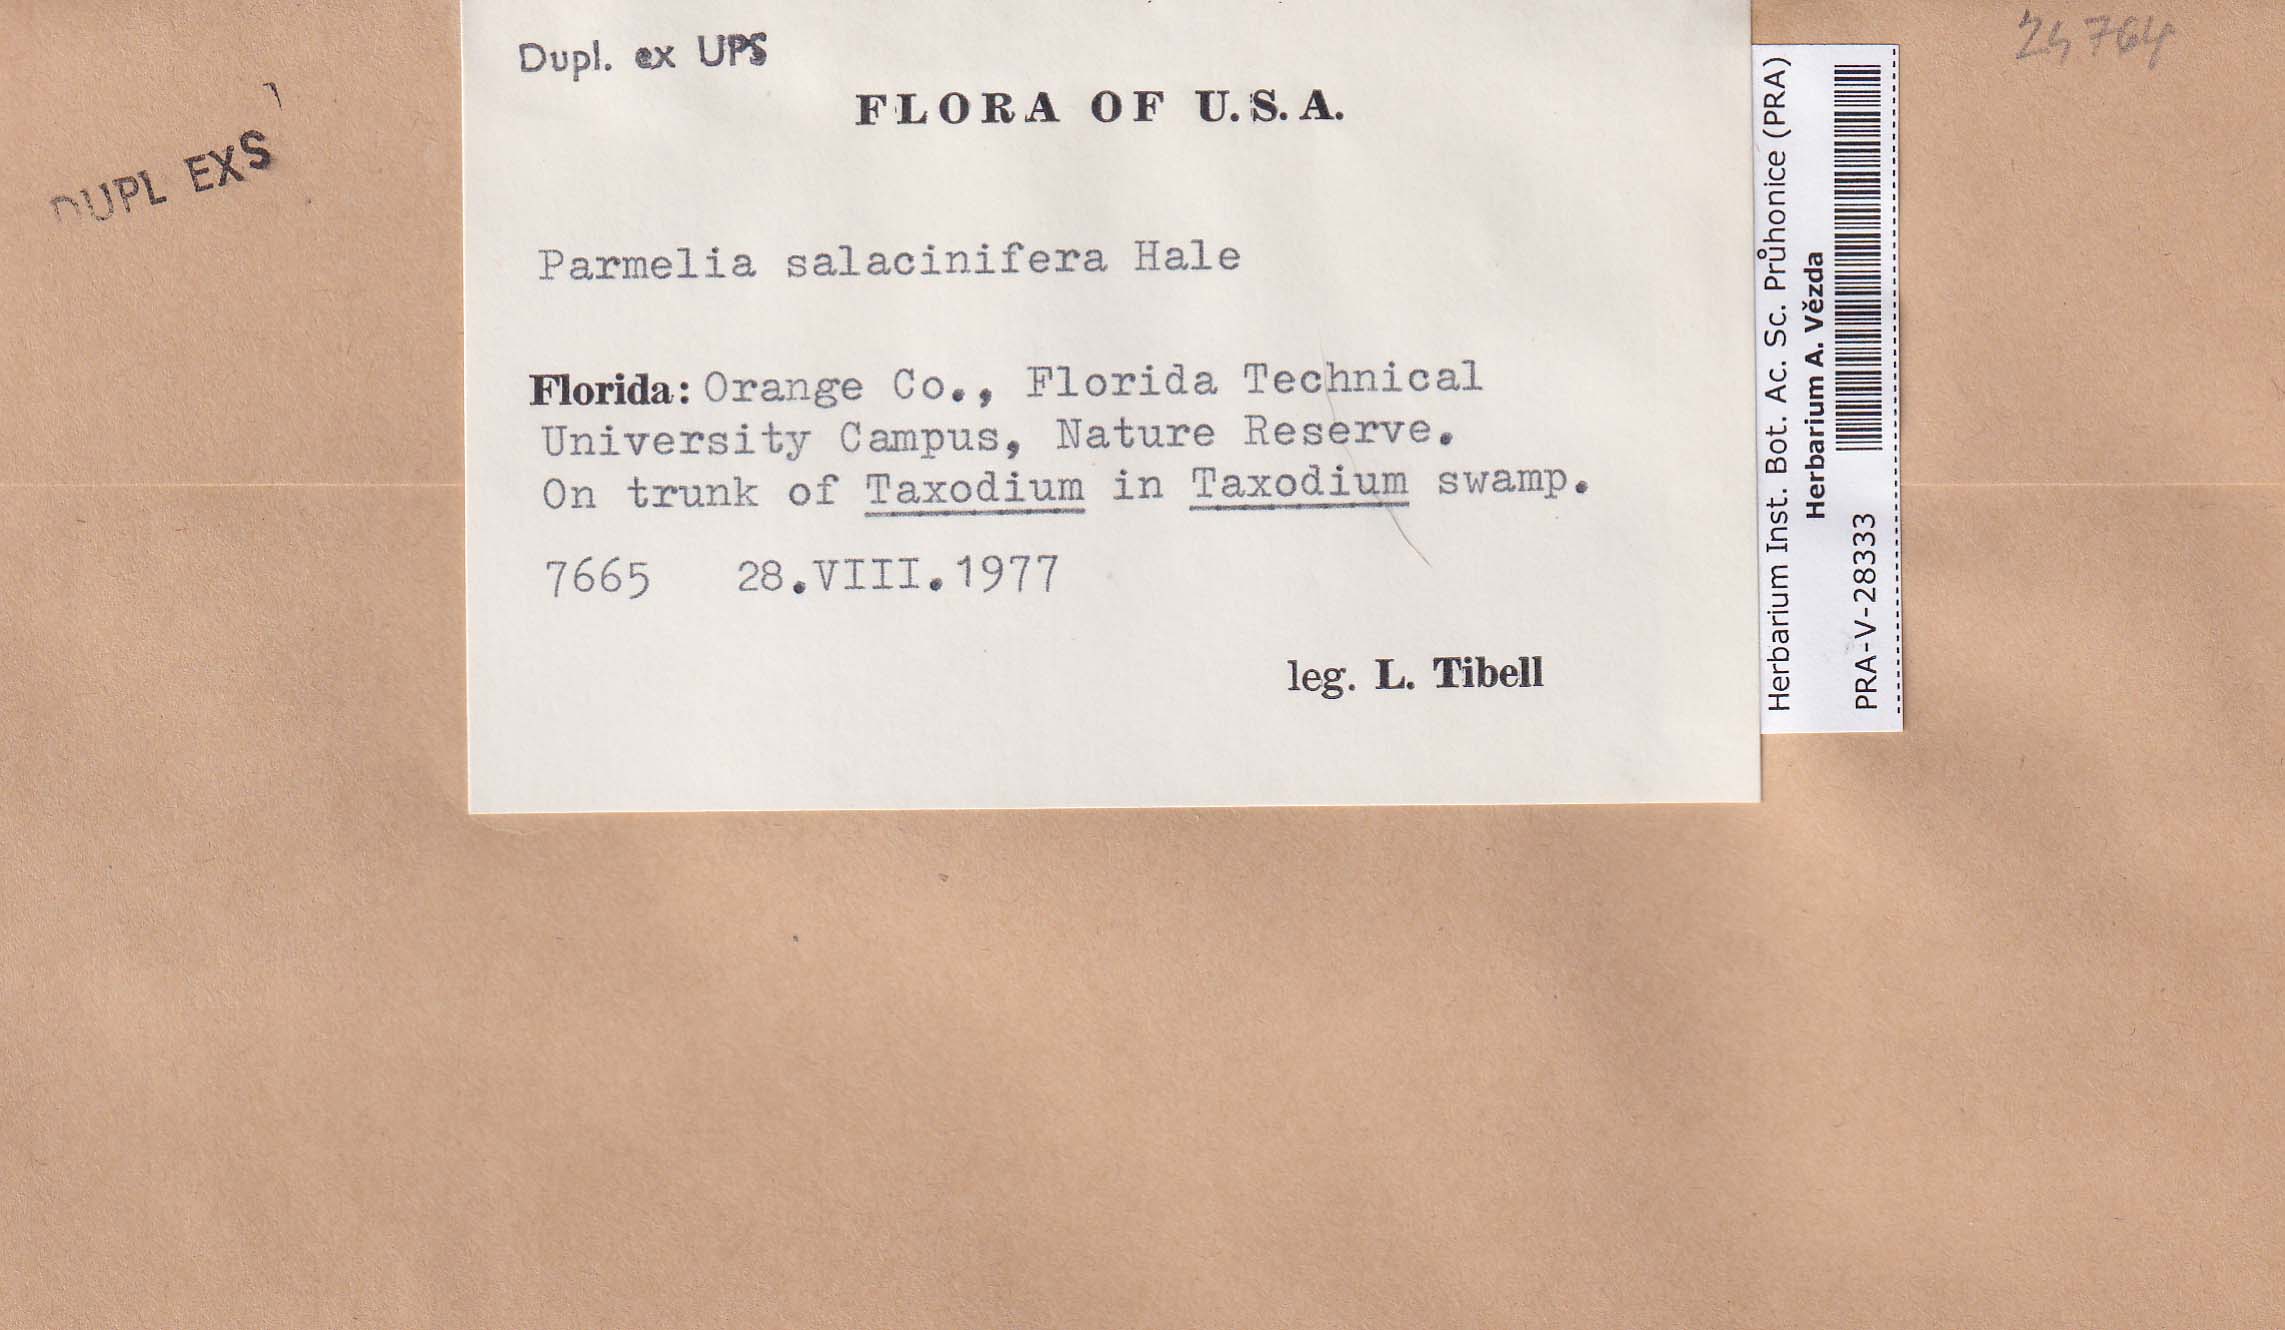 Dupl. ex UPS
FLORA OF U.S.A.
DUPL EXS
Parmelia salacinifera Hale
Florida: Orange Co., Florida Technical
University Campus, Nature Reserve.
On trunk of Taxodium in Taxodium swamp.
7665 28.VIII.1977
leg. L. Tibell
Herbarium Inst. Bot. Ac. Sc. Průhonice (PRA)
Herbarium A. Vězda
PRA-V-28333